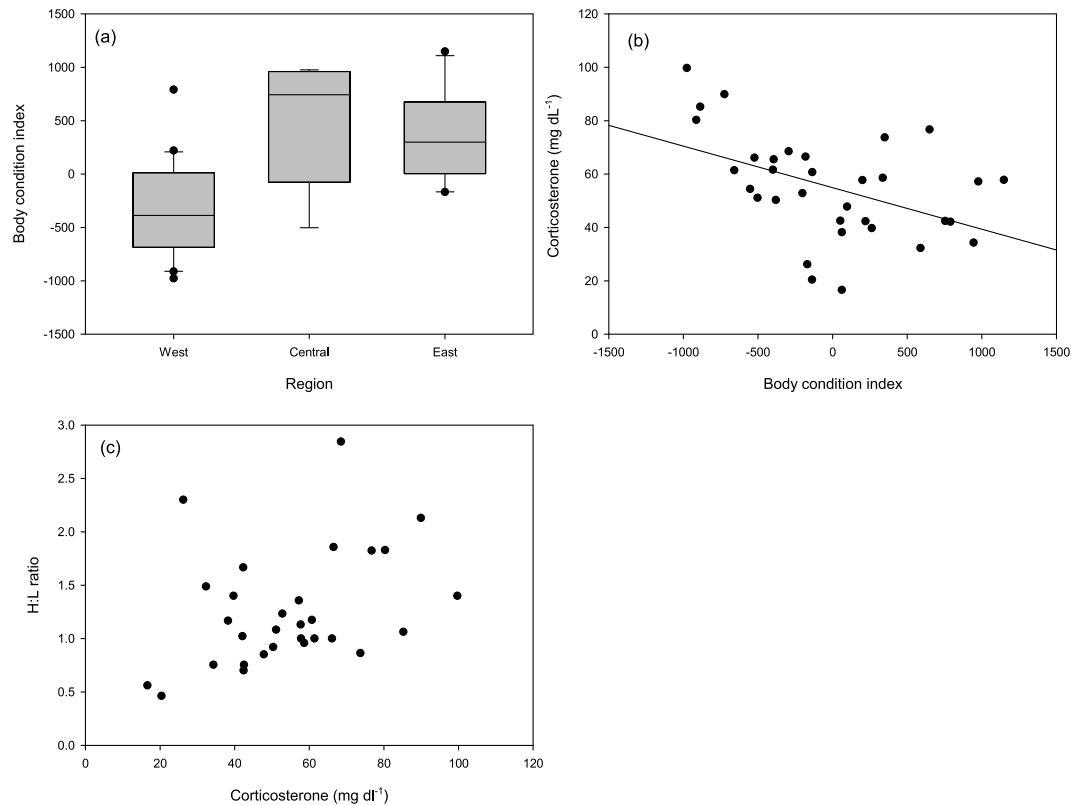 (a)
Body condition index
1500
1000
500
0
-500
-1000
-1500
West Central East
Region
(b)
Corticosterone (mg dL⁻¹)
120
100
80
60
40
20
0
-1500 -1000 -500 0 500 1000 1500
Body condition index
(c)
H:L ratio
3.0
2.5
2.0
1.5
1.0
0.5
0.0
0 20 40 60 80 100 120
Corticosterone (mg dl⁻¹)